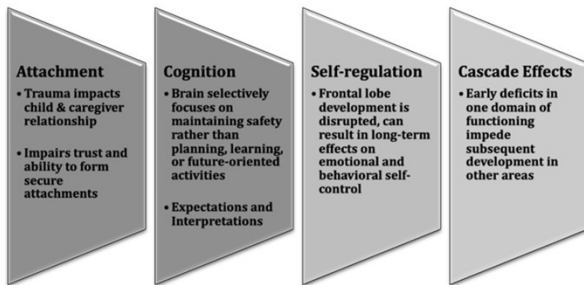 Attachment
• Trauma impacts
child & caregiver
relationship
• Impairs trust and
ability to form
secure
attachments
Cognition
• Brain selectively
focuses on
maintaining safety
rather than
planning, learning,
or future-oriented
activities
• Expectations and
Interpretations
Self-regulation
• Frontal lobe
development is
disrupted, can
result in long-term
effects on
emotional and
behavioral self-
control
Cascade Effects
• Early deficits in
one domain of
functioning
impede
subsequent
development in
other areas